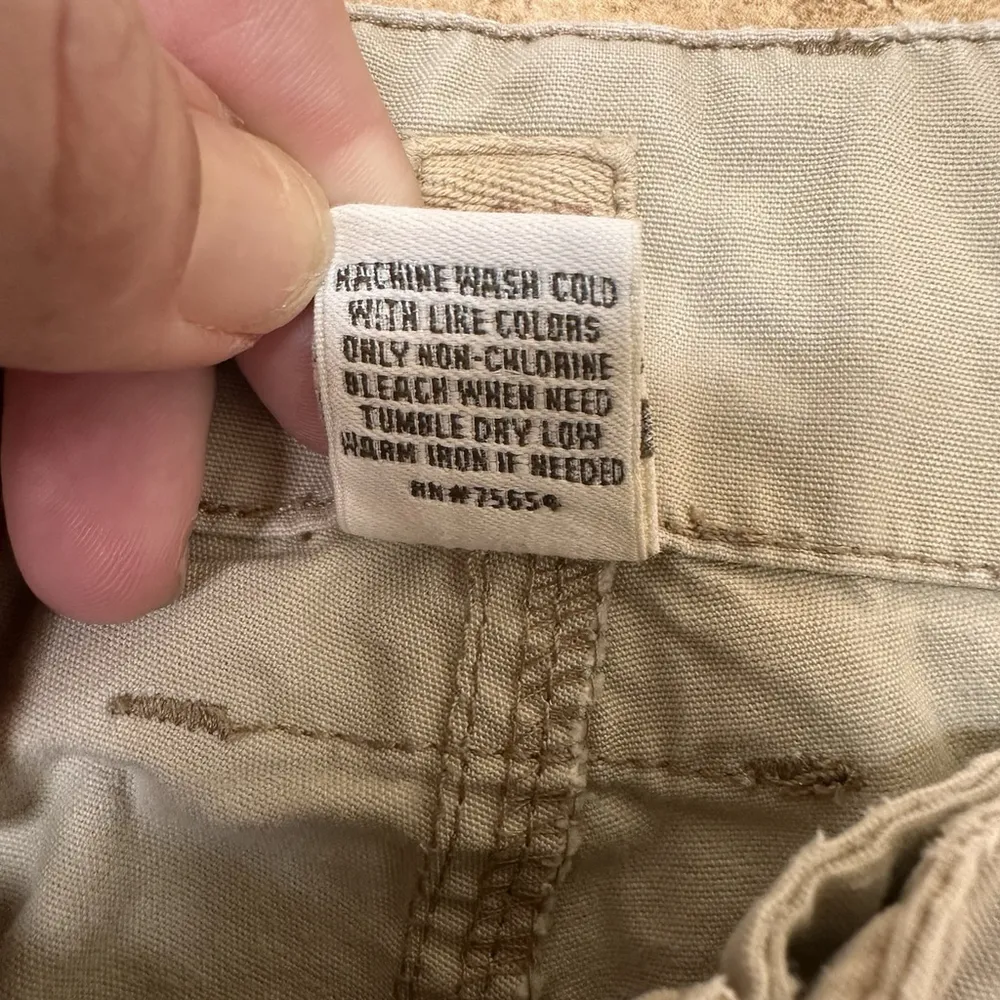 MACHINE WASH COLD
WITH LIKE COLORS
ONLY NON-CHLORINE
BLEACH WHEN NEED
TUMBLE DRY LOW
WARM IRON IF NEEDED
RN#75654